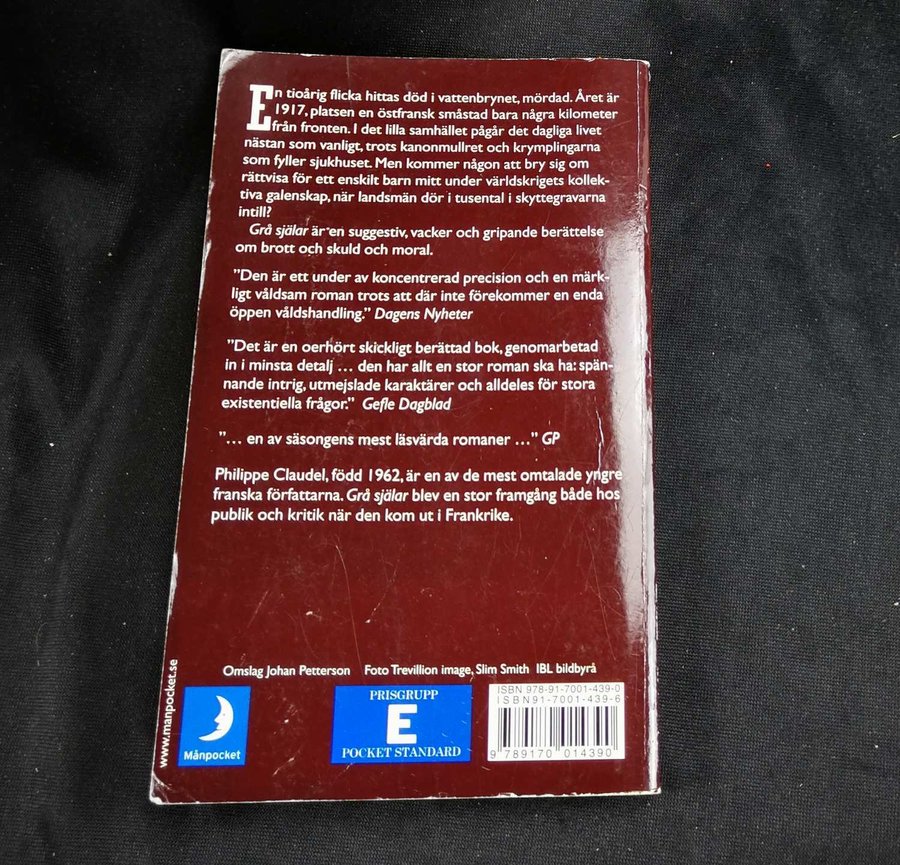 En tioårig flicka hittas död i vattenbrynet, mördad. Året är
1917, platsen en östfransk småstad bara några kilometer
från fronten. I det lilla samhället pågår det dagliga livet
nästan som vanligt, trots kanonmullret och krymplingarna
som fyller sjukhuset. Men kommer någon att bry sig om
rättvisa för ett enskilt barn mitt under världskrigets kollek-
tiva galenskap, när landsmän dör i tusental i skyttegravarna
intill?
Grå själar är en suggestiv, vacker och gripande berättelse
om brott och skuld och moral.
”Den är ett under av koncentrerad precision och en märk-
ligt våldsam roman trots att där inte förekommer en enda
öppen våldshandling.” Dagens Nyheter
”Det är en oerhört skickligt berättad bok, genomarbetad
in i minsta detalj ... den har allt en stor roman ska ha: spän-
nande intrig, utmejslade karaktärer och alldeles för stora
existentiella frågor.” Gefle Dagblad
”... en av säsongens mest läsvärda romaner ...” GP
Philippe Claudel, född 1962, är en av de mest omtalade yngre
franska författarna. Grå själar blev en stor framgång både hos
publik och kritik när den kom ut i Frankrike.
Omslag Johan Petterson Foto Trevillion image, Slim Smith IBL bildbyrå
www.manpocket.se
Månpocket
PRISGRUPP
E
POCKET STANDARD
ISBN 978-91-7001-439-0
ISBN 91-7001-439-6
9 789170 014390